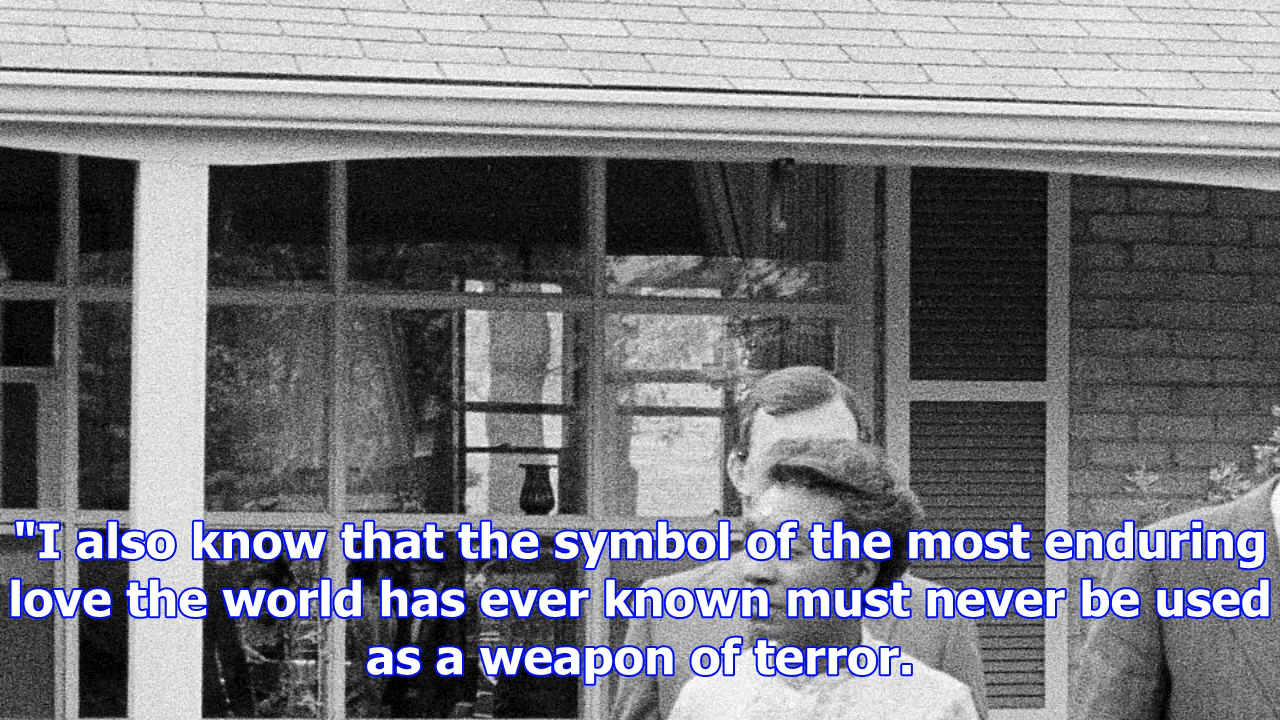 "I also know that the symbol of the most enduring
love the world has ever known must never be used
as a weapon of terror.